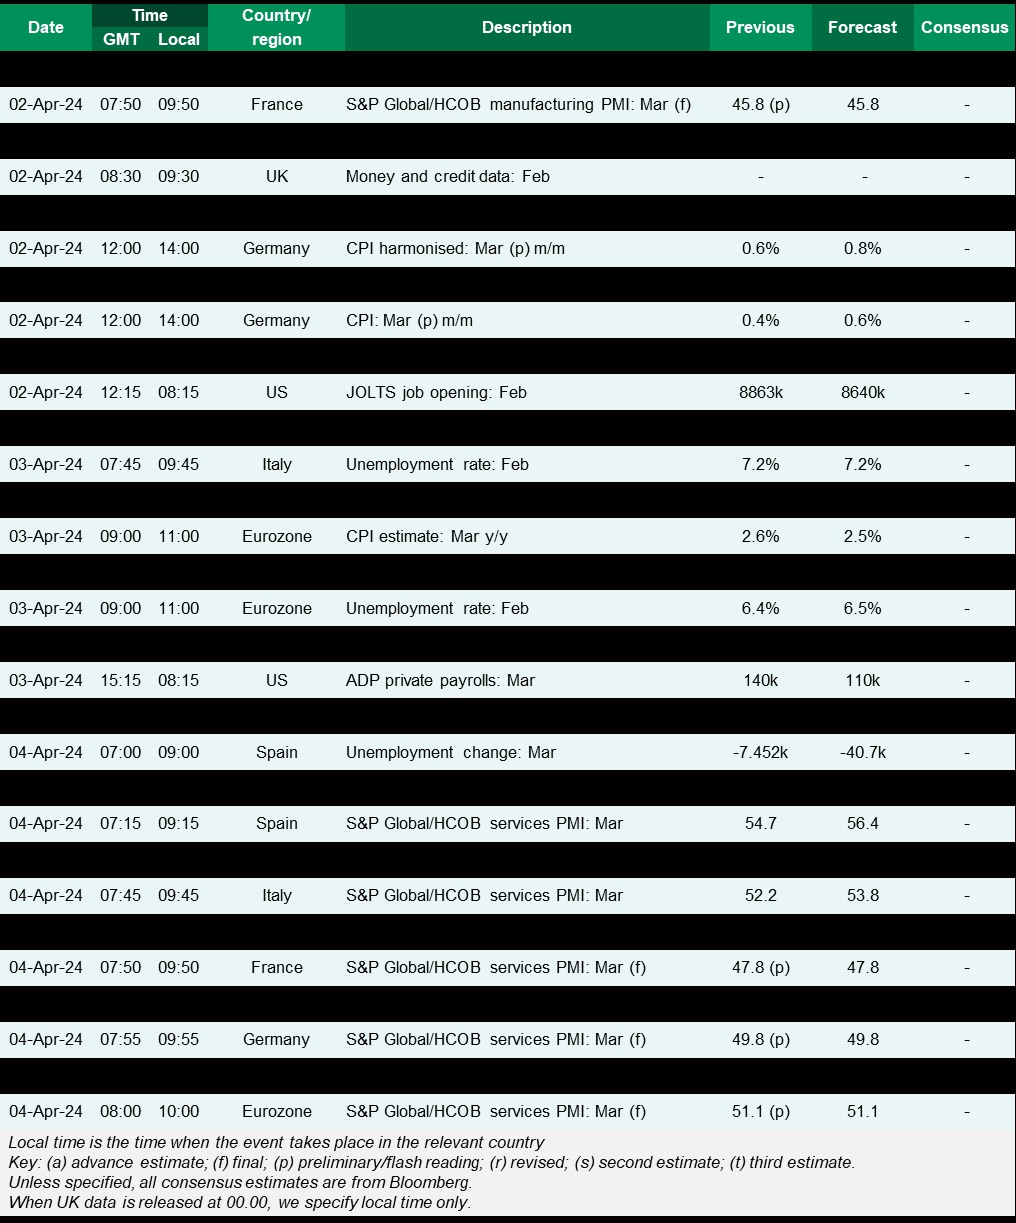 Date Time Country/ region Description Previous Forecast Consensus
GMT Local
02-Apr-24 07:50 09:50 France S&P Global/HCOB manufacturing PMI: Mar (f) 45.8 (p) 45.8 -
02-Apr-24 08:30 09:30 UK Money and credit data: Feb - - -
02-Apr-24 12:00 14:00 Germany CPI harmonised: Mar (p) m/m 0.6% 0.8% -
02-Apr-24 12:00 14:00 Germany CPI: Mar (p) m/m 0.4% 0.6% -
02-Apr-24 12:15 08:15 US JOLTS job opening: Feb 8863k 8640k -
03-Apr-24 07:45 09:45 Italy Unemployment rate: Feb 7.2% 7.2% -
03-Apr-24 09:00 11:00 Eurozone CPI estimate: Mar y/y 2.6% 2.5% -
03-Apr-24 09:00 11:00 Eurozone Unemployment rate: Feb 6.4% 6.5% -
03-Apr-24 15:15 08:15 US ADP private payrolls: Mar 140k 110k -
04-Apr-24 07:00 09:00 Spain Unemployment change: Mar -7.452k -40.7k -
04-Apr-24 07:15 09:15 Spain S&P Global/HCOB services PMI: Mar 54.7 56.4 -
04-Apr-24 07:45 09:45 Italy S&P Global/HCOB services PMI: Mar 52.2 53.8 -
04-Apr-24 07:50 09:50 France S&P Global/HCOB services PMI: Mar (f) 47.8 (p) 47.8 -
04-Apr-24 07:55 09:55 Germany S&P Global/HCOB services PMI: Mar (f) 49.8 (p) 49.8 -
04-Apr-24 08:00 10:00 Eurozone S&P Global/HCOB services PMI: Mar (f) 51.1 (p) 51.1 -
Local time is the time when the event takes place in the relevant country
Key: (a) advance estimate; (f) final; (p) preliminary/flash reading; (r) revised; (s) second estimate; (t) third estimate.
Unless specified, all consensus estimates are from Bloomberg.
When UK data is released at 00.00, we specify local time only.